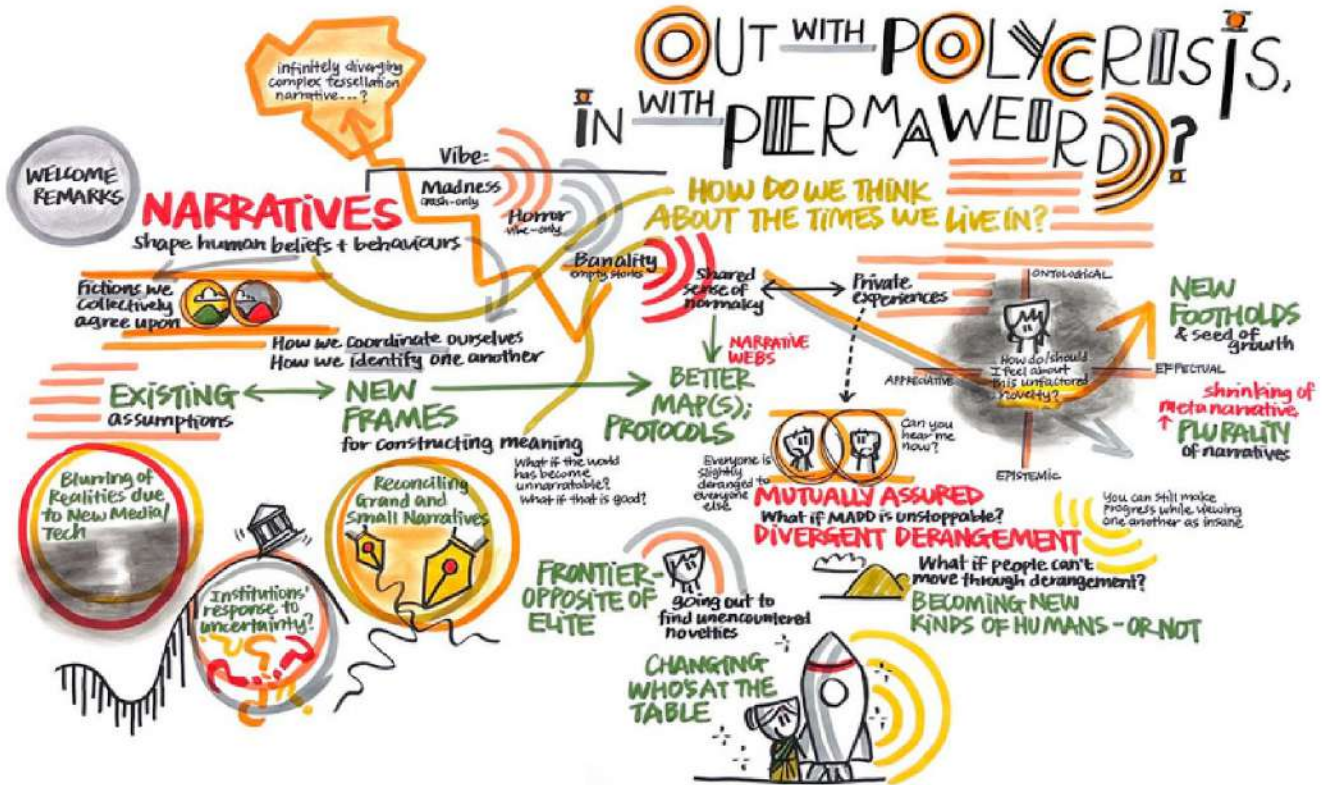 OUT WITH POLYCRISIS,
IN WITH PERMAWEIRD?
WELCOME
REMARKS
infinitely diverging
complex tessellation
narrative...?
NARRATIVES
shape human beliefs + behaviours
Vibe:
Madness
crash-only
Horror
vibe-only
Banality
empty stories
HOW DO WE THINK
ABOUT THE TIMES WE LIVE IN?
Fictions we
collectively
agree upon
How we coordinate ourselves
How we identify one another
Shared
sense of
normalcy
Private
experiences
ONTOLOGICAL
How do/should
I feel about
this unfactored
novelty?
APPRECIATIVE
EFFECTUAL
EPISTEMIC
NEW
FOOTHOLDS
& seed of
growth
shrinking of
metanarrative,
PLURALITY
of narratives
EXISTING
assumptions
NEW
FRAMES
for constructing meaning
NARRATIVE
WEBS
BETTER
MAP(S);
PROTOCOLS
What if the world
has become
unnarratable?
What if that is good?
Everyone is
slightly
deranged to
everyone
else
Can you
hear me
now?
MUTUALLY ASSURED
What if MADD is unstoppable?
DIVERGENT DERANGEMENT
You can still make
progress while viewing
one another as insane
What if people can't
move through derangement?
BECOMING NEW
KINDS OF HUMANS - OR NOT
Blurring of
Realities due
to New Media/
Tech
Institutions'
response to
uncertainty?
Reconciling
Grand and
Small Narratives
FRONTIER-
OPPOSITE OF
ELITE
going out to
find unencountered
novelties
CHANGING
WHO'S AT THE
TABLE